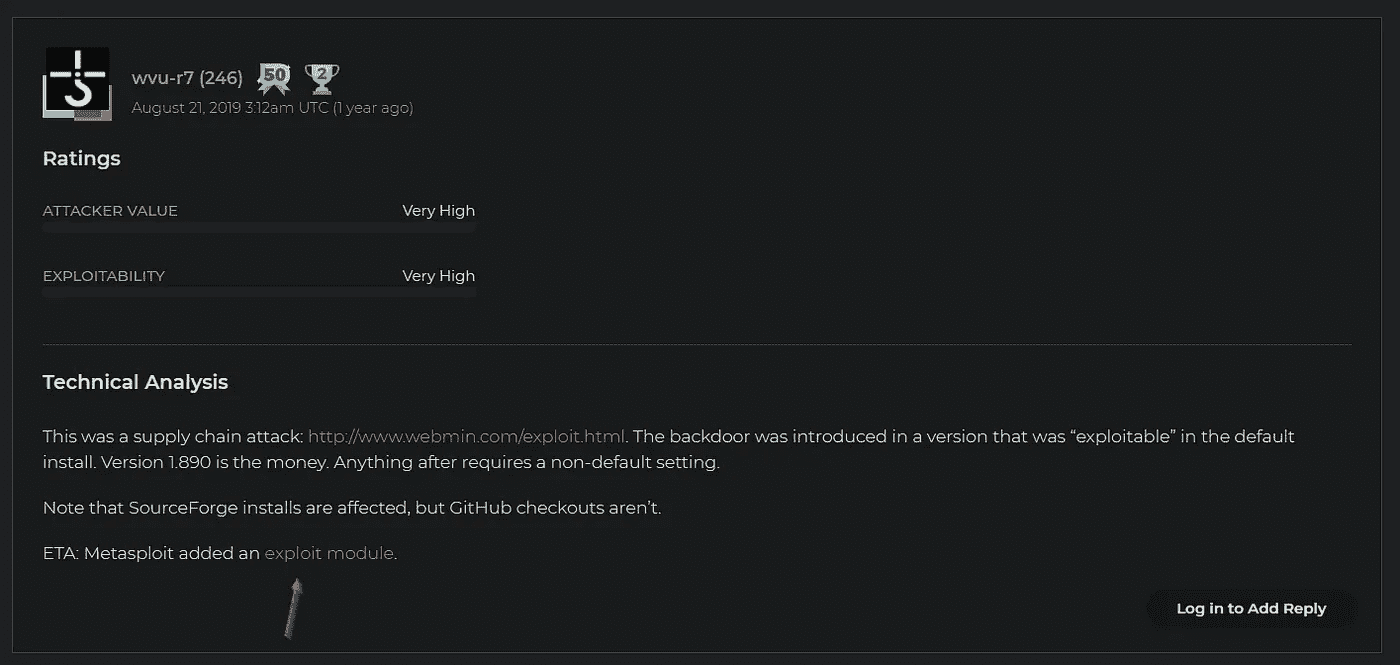 wvu-r7 (246) 50 2
August 21, 2019 3:12am UTC (1 year ago)
Ratings
ATTACKER VALUE Very High
EXPLOITABILITY Very High
Technical Analysis
This was a supply chain attack: http://www.webmin.com/exploit.html. The backdoor was introduced in a version that was “exploitable” in the default
install. Version 1.890 is the money. Anything after requires a non-default setting.
Note that SourceForge installs are affected, but GitHub checkouts aren’t.
ETA: Metasploit added an exploit module.
Log in to Add Reply